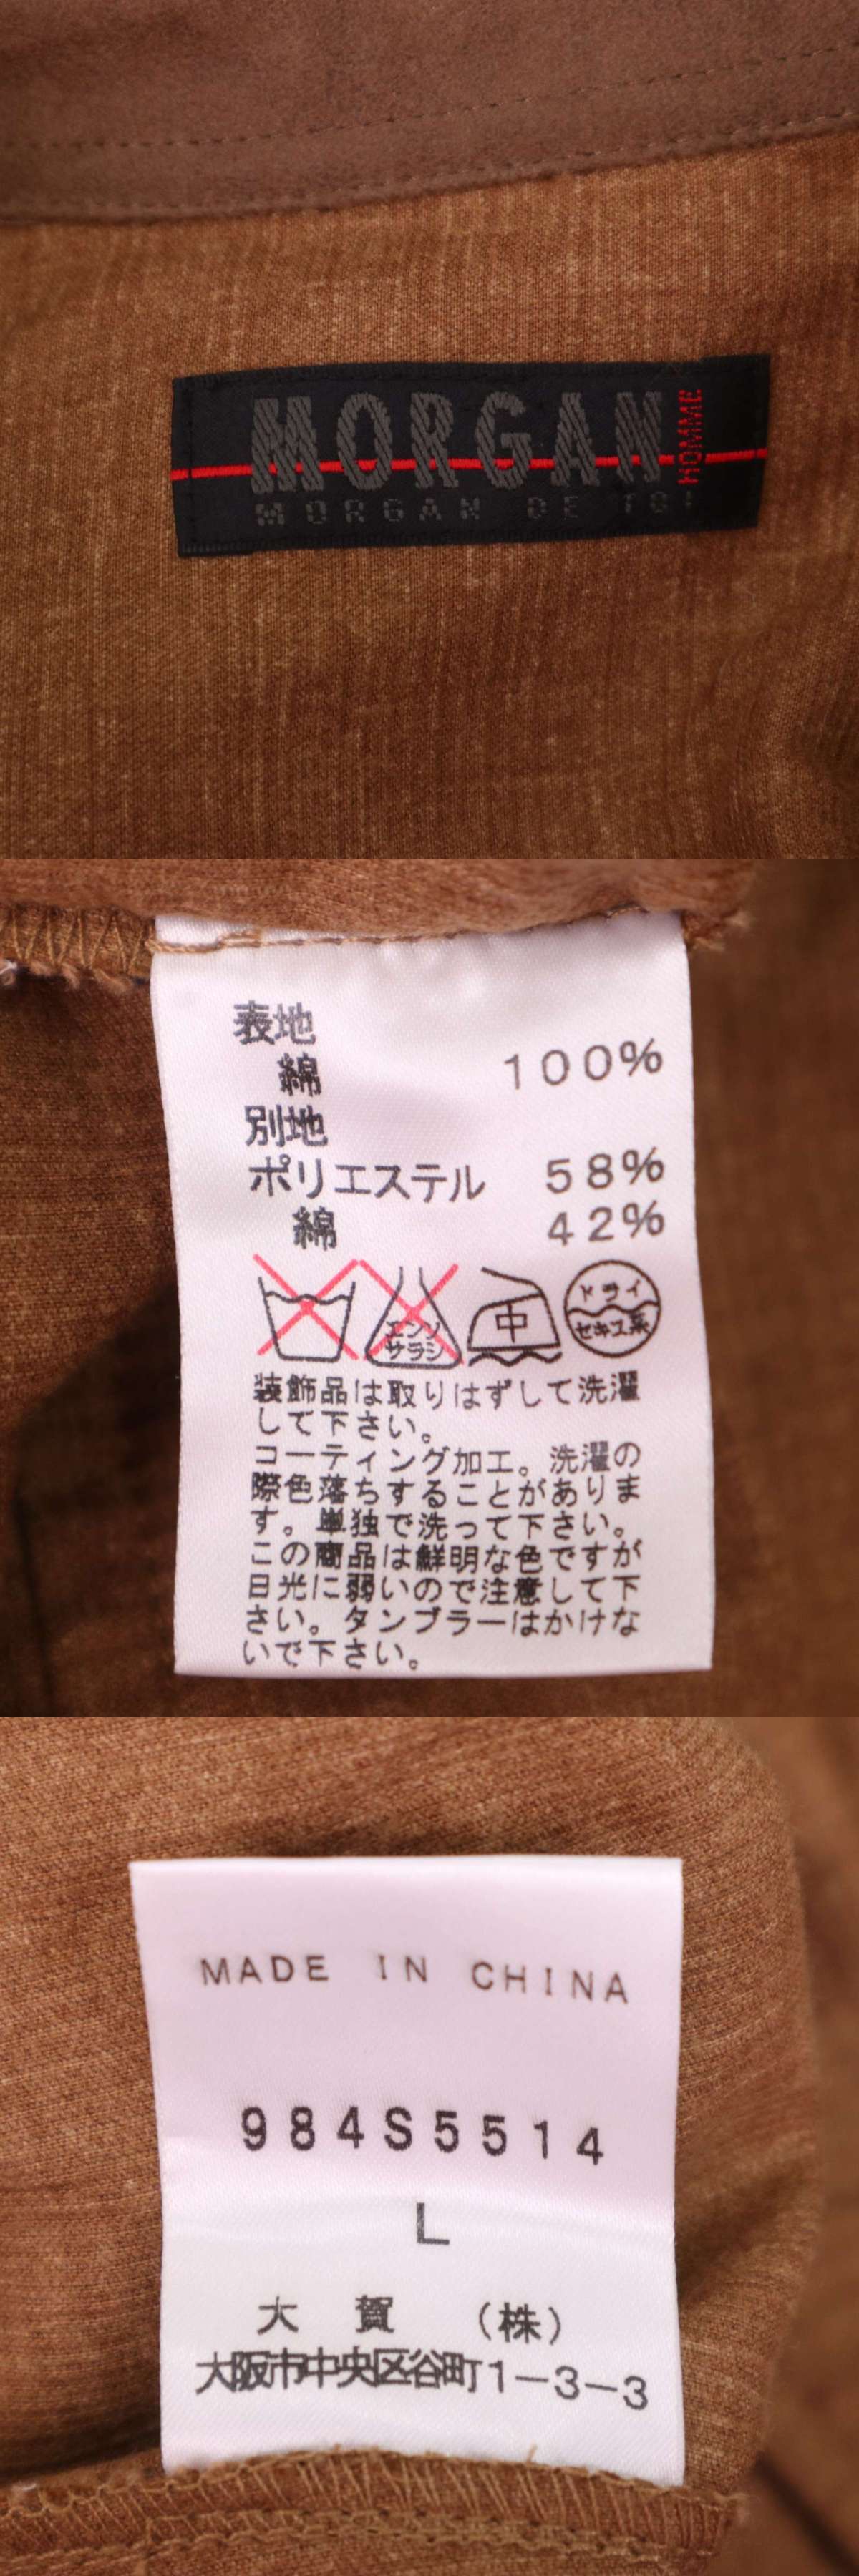 MORGAN HOMME
MORGAN DE TOI
表地
綿 100%
別地
ポリエステル 58%
綿 42%
エンソ
サラシ
中
ドライ
セキユ系
装飾品は取りはずして洗濯
して下さい。
コーティング加工。洗濯の
際色落ちすることがありま
す。単独で洗って下さい。
この商品は鮮明な色ですが
日光に弱いので注意して下
さい。タンブラーはかけな
いで下さい。
MADE IN CHINA
984S5514
L
大賀 (株)
大阪市中央区谷町1-3-3